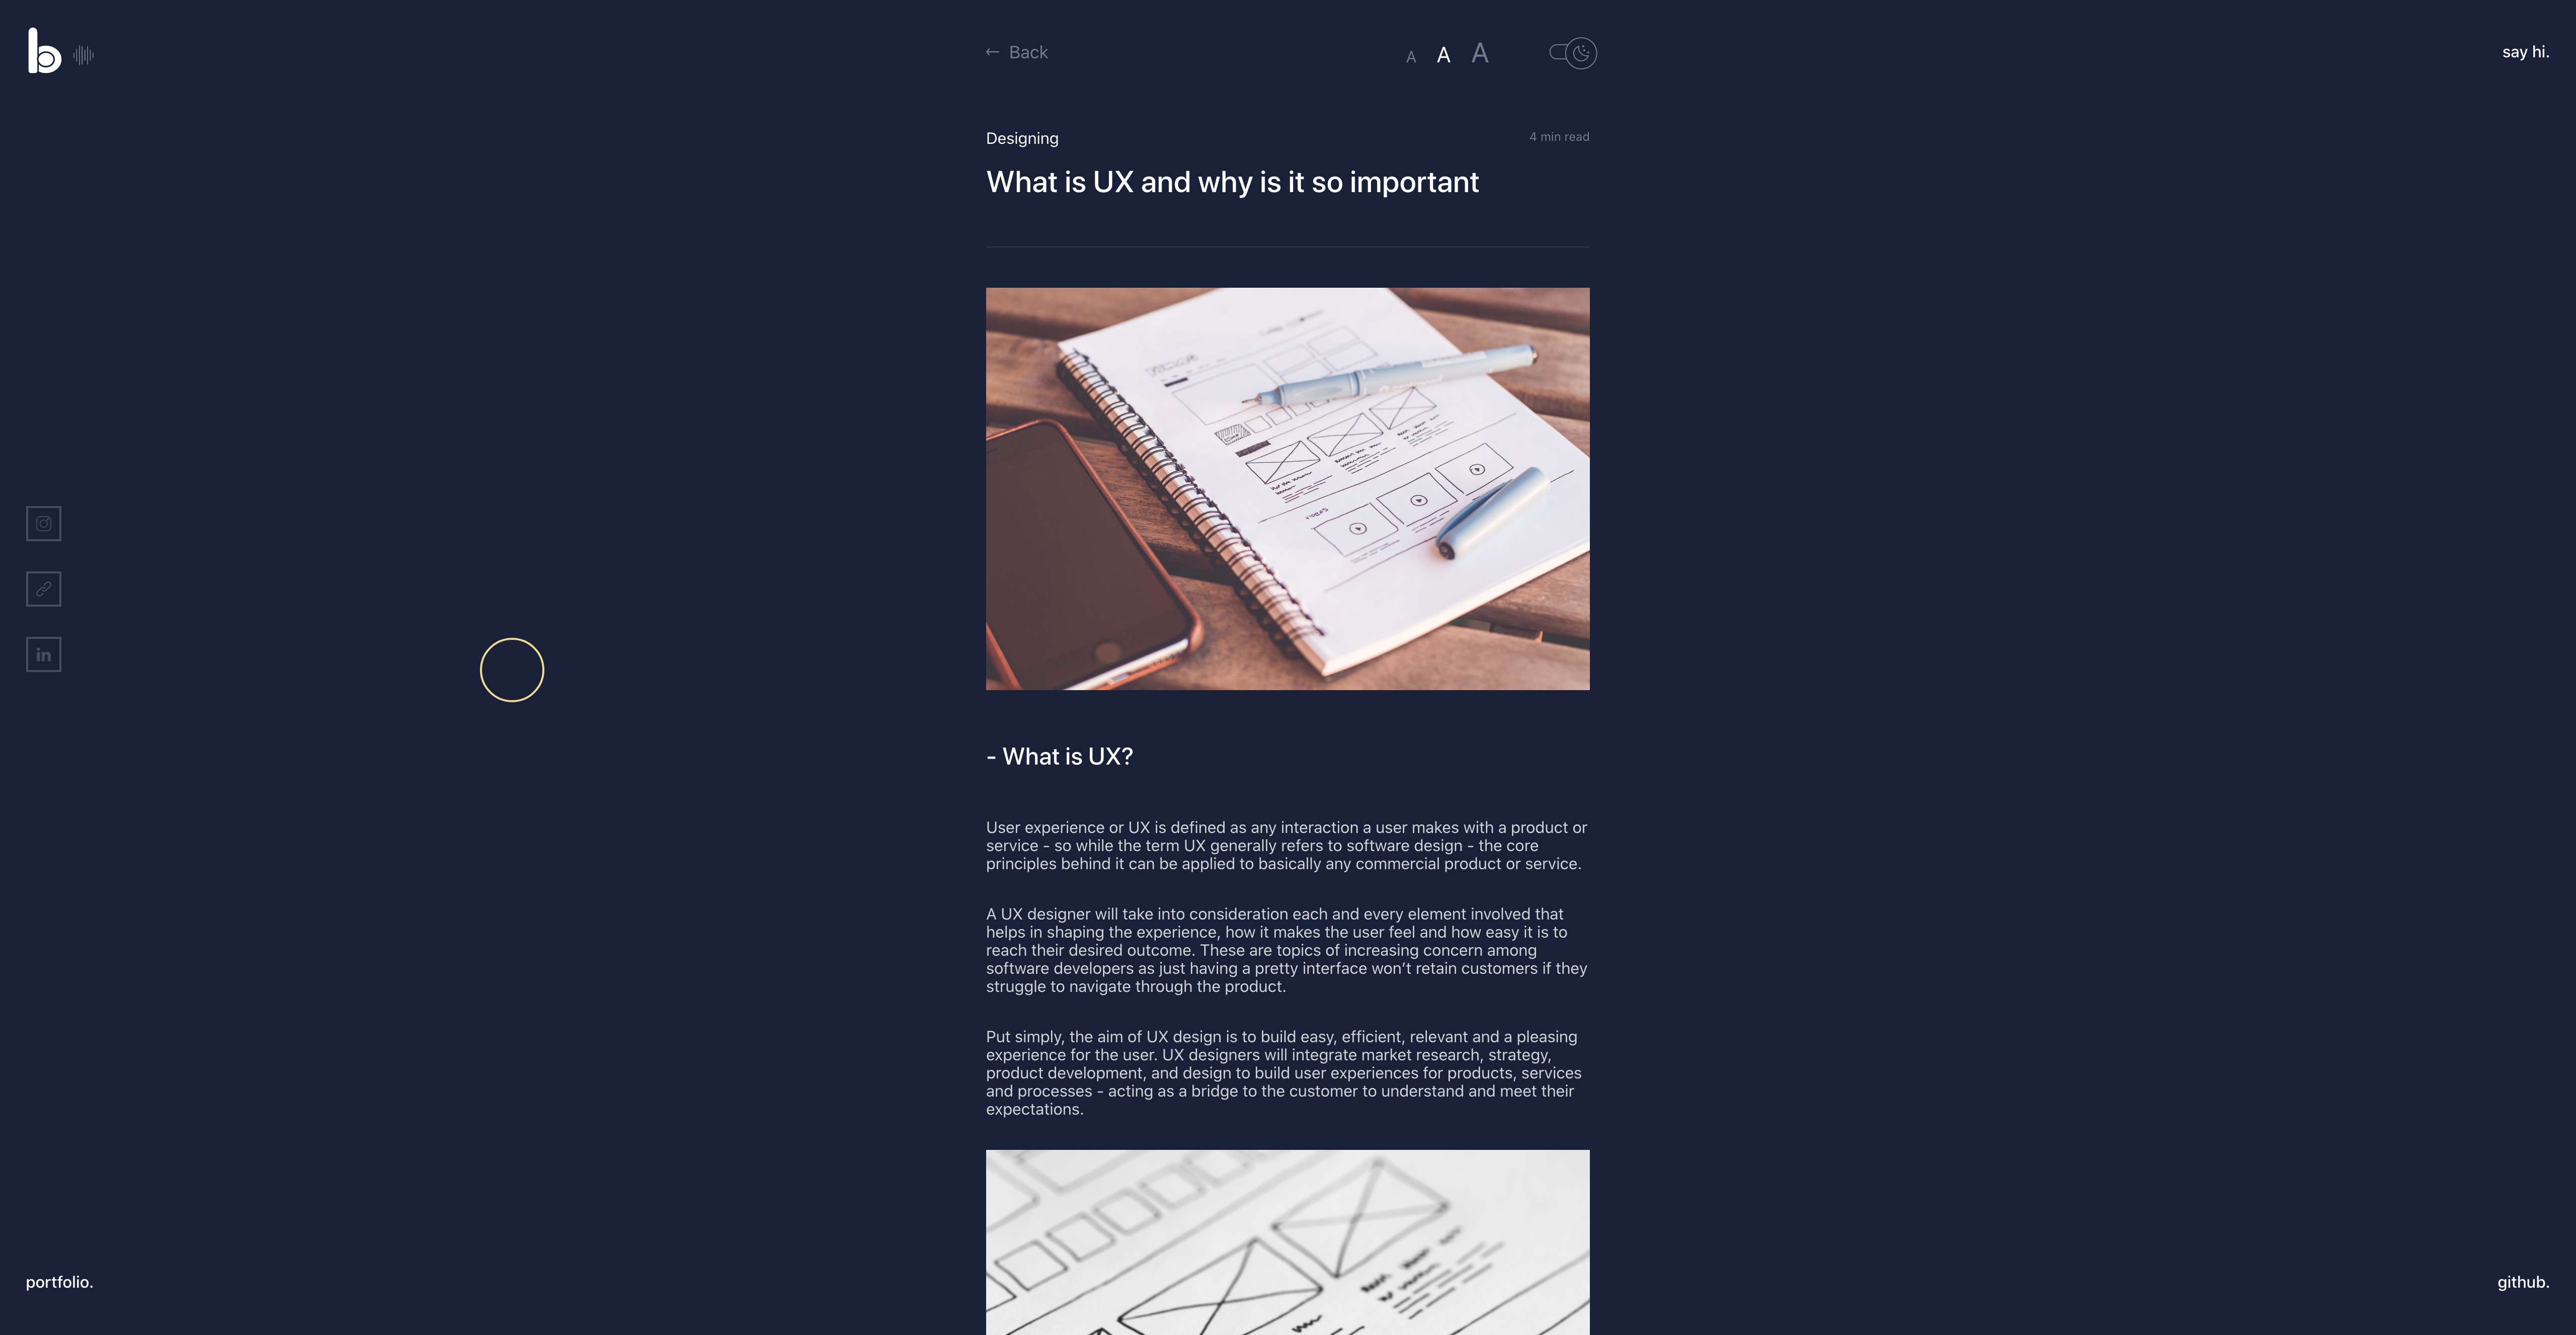 b
← Back
A A A
say hi.
Designing
4 min read
What is UX and why is it so important
in
- What is UX?
User experience or UX is defined as any interaction a user makes with a product or
service - so while the term UX generally refers to software design - the core
principles behind it can be applied to basically any commercial product or service.
A UX designer will take into consideration each and every element involved that
helps in shaping the experience, how it makes the user feel and how easy it is to
reach their desired outcome. These are topics of increasing concern among
software developers as just having a pretty interface won’t retain customers if they
struggle to navigate through the product.
Put simply, the aim of UX design is to build easy, efficient, relevant and a pleasing
experience for the user. UX designers will integrate market research, strategy,
product development, and design to build user experiences for products, services
and processes - acting as a bridge to the customer to understand and meet their
expectations.
portfolio.
github.